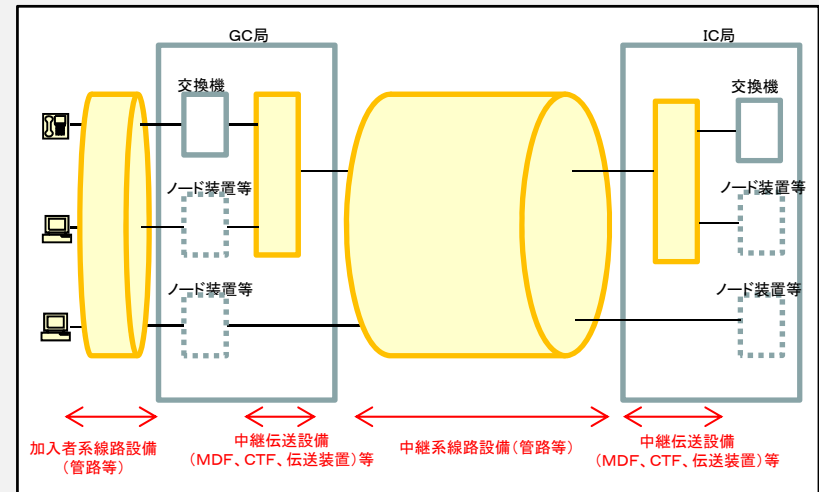 GC局
IC局
交換機
交換機
ノード装置等
ノード装置等
ノード装置等
ノード装置等
加入者系線路設備
(管路等)
中継伝送設備
(MDF、CTF、伝送装置)等
中継系線路設備(管路等)
中継伝送設備
(MDF、CTF、伝送装置)等